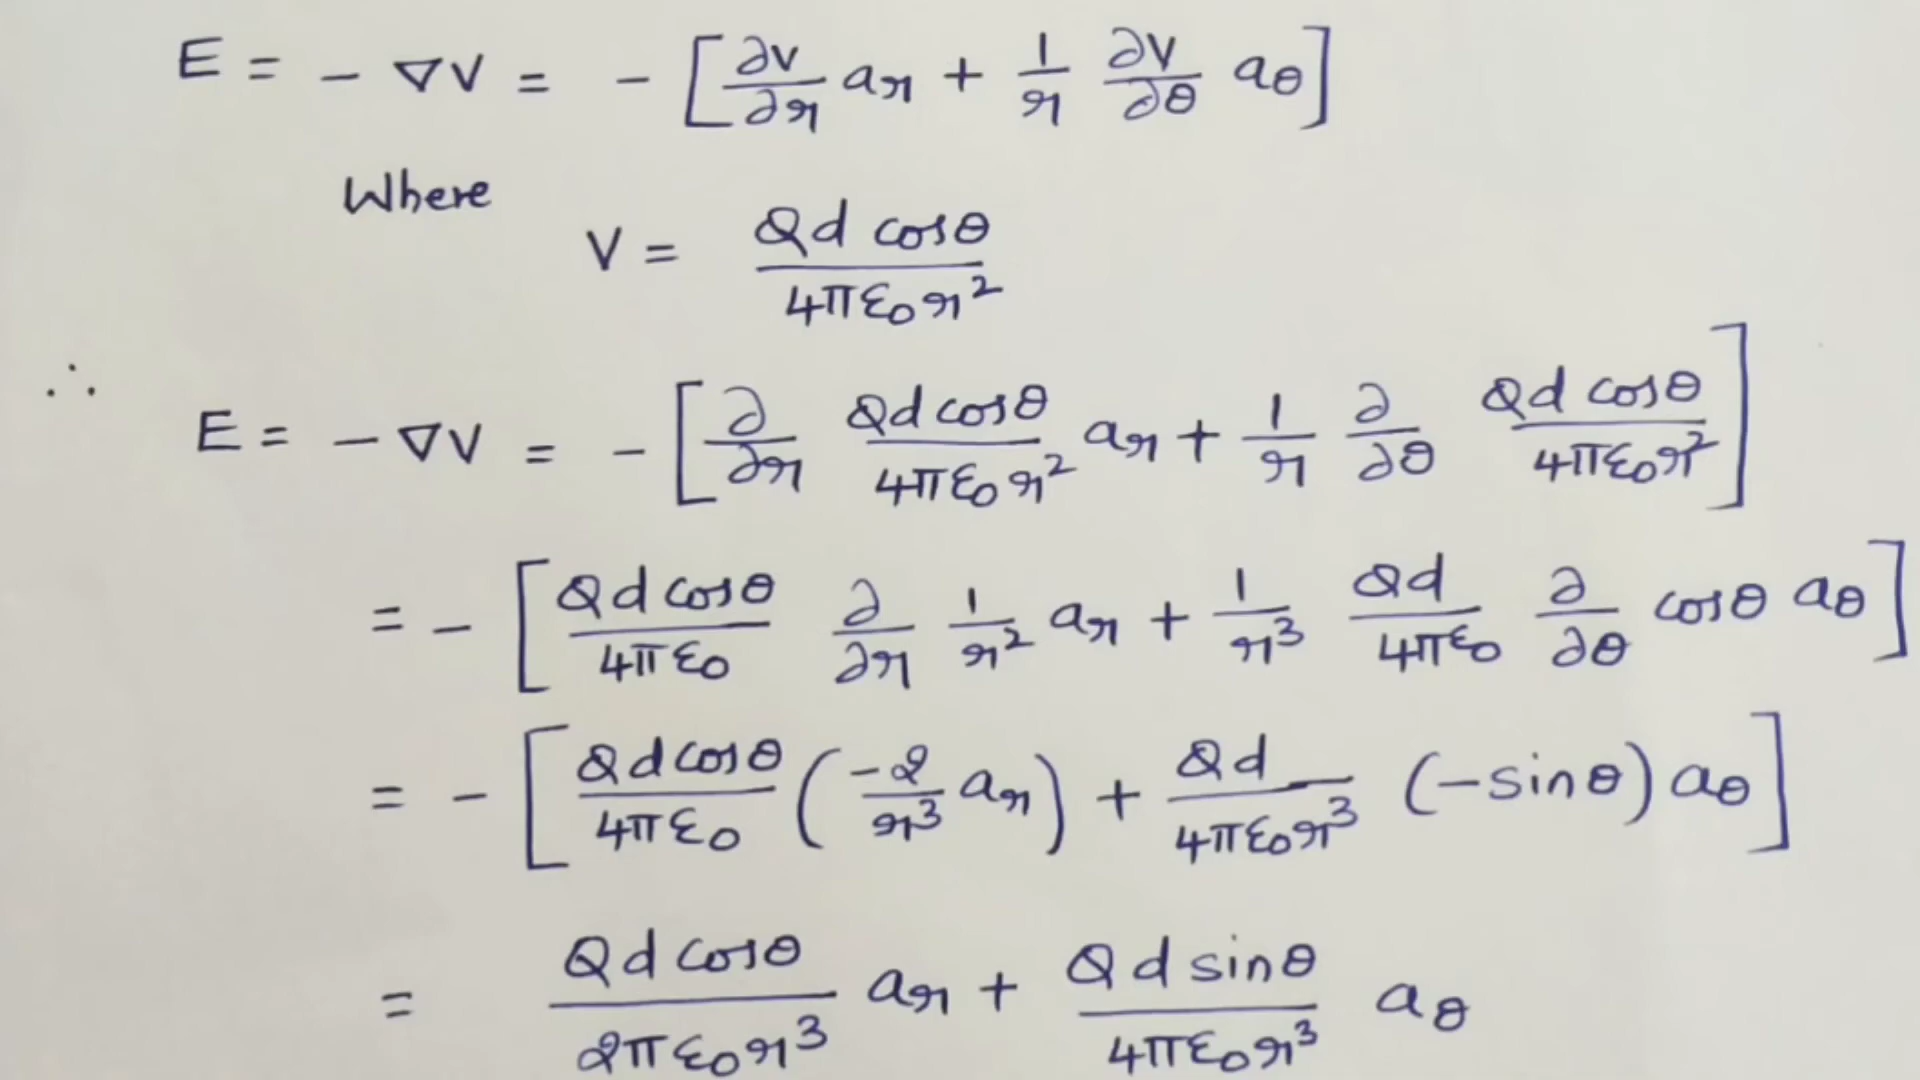 E = - ∇V = - [∂V/∂r a_r + 1/r ∂V/∂θ a_θ]
Where
V = Qd cosθ / 4πε₀r²
∴ E = - ∇V = - [∂/∂r Qd cosθ/4πε₀r² a_r + 1/r ∂/∂θ Qd cosθ/4πε₀r²]
= - [Qd cosθ/4πε₀ ∂/∂r 1/r² a_r + 1/r³ Qd/4πε₀ ∂/∂θ cosθ a_θ]
= - [Qd cosθ/4πε₀ (-2/r³ a_r) + Qd/4πε₀r³ (-sinθ) a_θ]
= Qd cosθ/2πε₀r³ a_r + Qd sinθ/4πε₀r³ a_θ